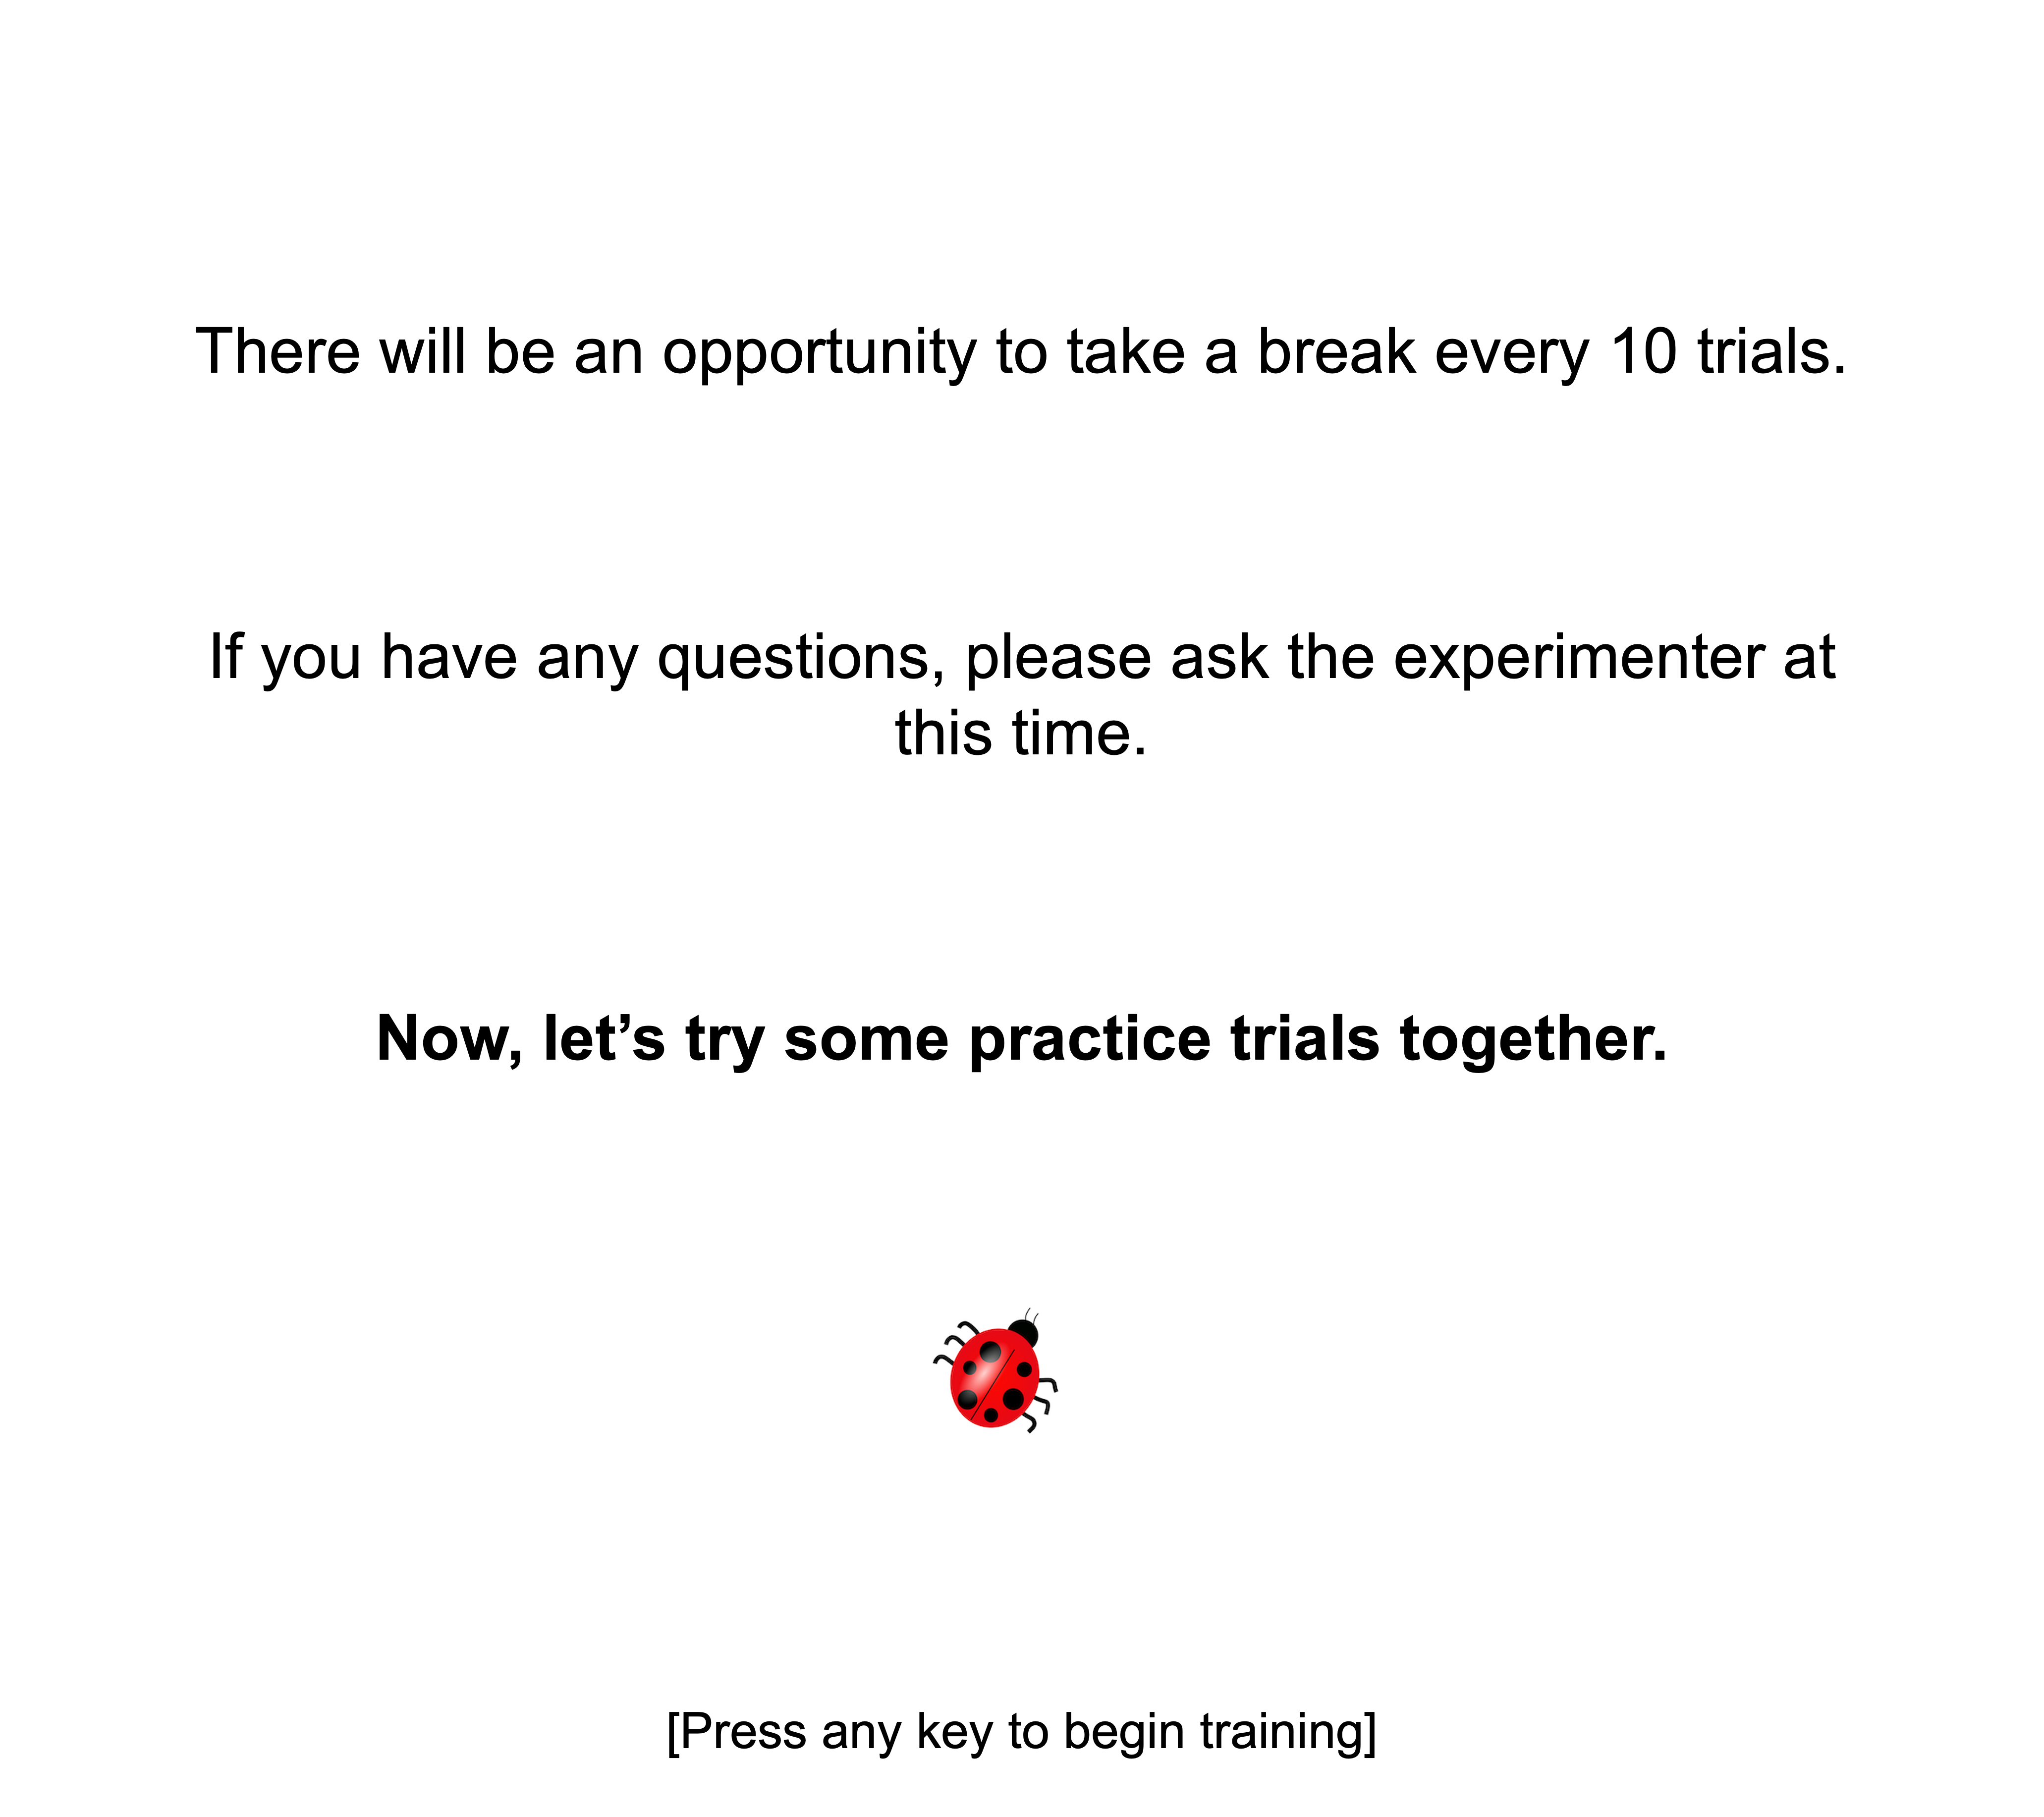 There will be an opportunity to take a break every 10 trials.
If you have any questions, please ask the experimenter at
this time.
Now, let’s try some practice trials together.
[Press any key to begin training]